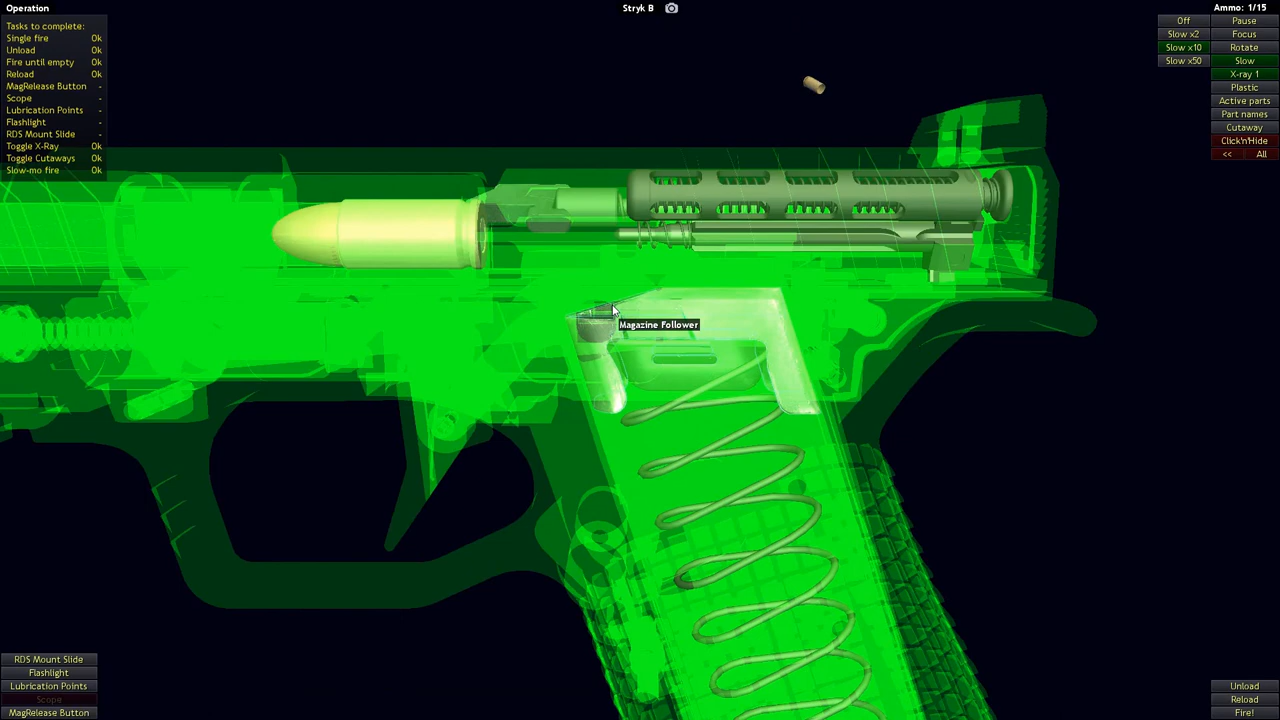 Operation
Stryk B
Ammo: 1/15
Tasks to complete:
Single fire Ok
Unload Ok
Fire until empty Ok
Reload Ok
MagRelease Button -
Scope -
Lubrication Points -
Flashlight -
RDS Mount Slide -
Toggle X-Ray Ok
Toggle Cutaways Ok
Slow-mo fire Ok
Off Pause
Slow x2 Focus
Slow x10 Rotate
Slow x50 Slow
X-ray 1
Plastic
Active parts
Part names
Cutaway
Click'n'Hide
<< All
Magazine Follower
RDS Mount Slide
Flashlight
Lubrication Points
Scope
MagRelease Button
Unload
Reload
Fire!